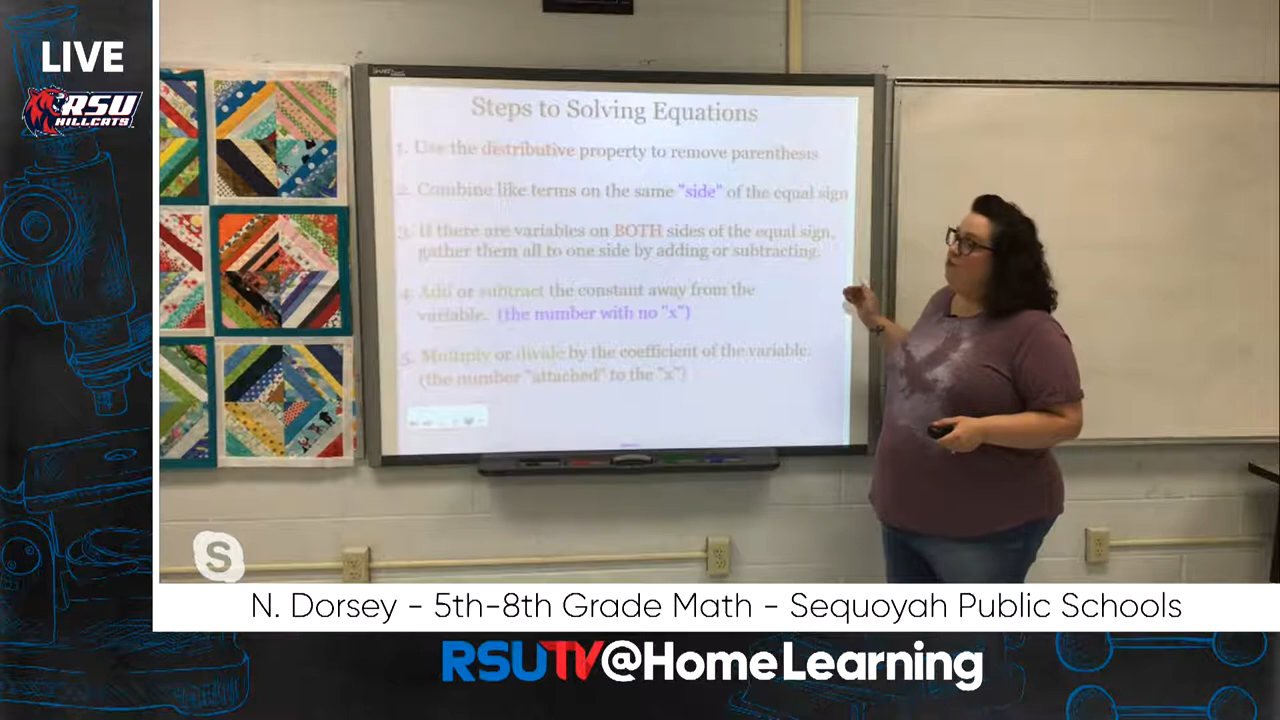 LIVE
RSU
HILLCATS
SMART
Steps to Solving Equations
1. Use the distributive property to remove parenthesis
2. Combine like terms on the same "side" of the equal sign
3. If there are variables on BOTH sides of the equal sign,
gather them all to one side by adding or subtracting.
4. Add or subtract the constant away from the
variable. (the number with no "x")
5. Multiply or divide by the coefficient of the variable.
(the number "attached" to the "x")
S
N. Dorsey - 5th-8th Grade Math - Sequoyah Public Schools
RSUTV@HomeLearning